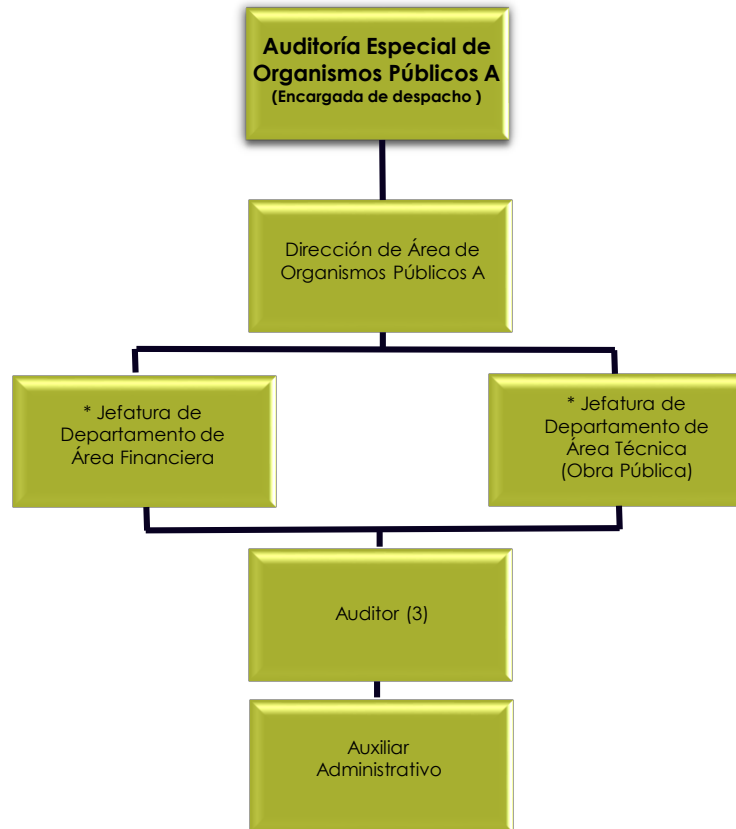 Auditoría Especial de
Organismos Públicos A
(Encargada de despacho )
Dirección de Área de
Organismos Públicos A
* Jefatura de
Departamento de
Área Financiera
* Jefatura de
Departamento de
Área Técnica
(Obra Pública)
Auditor (3)
Auxiliar
Administrativo